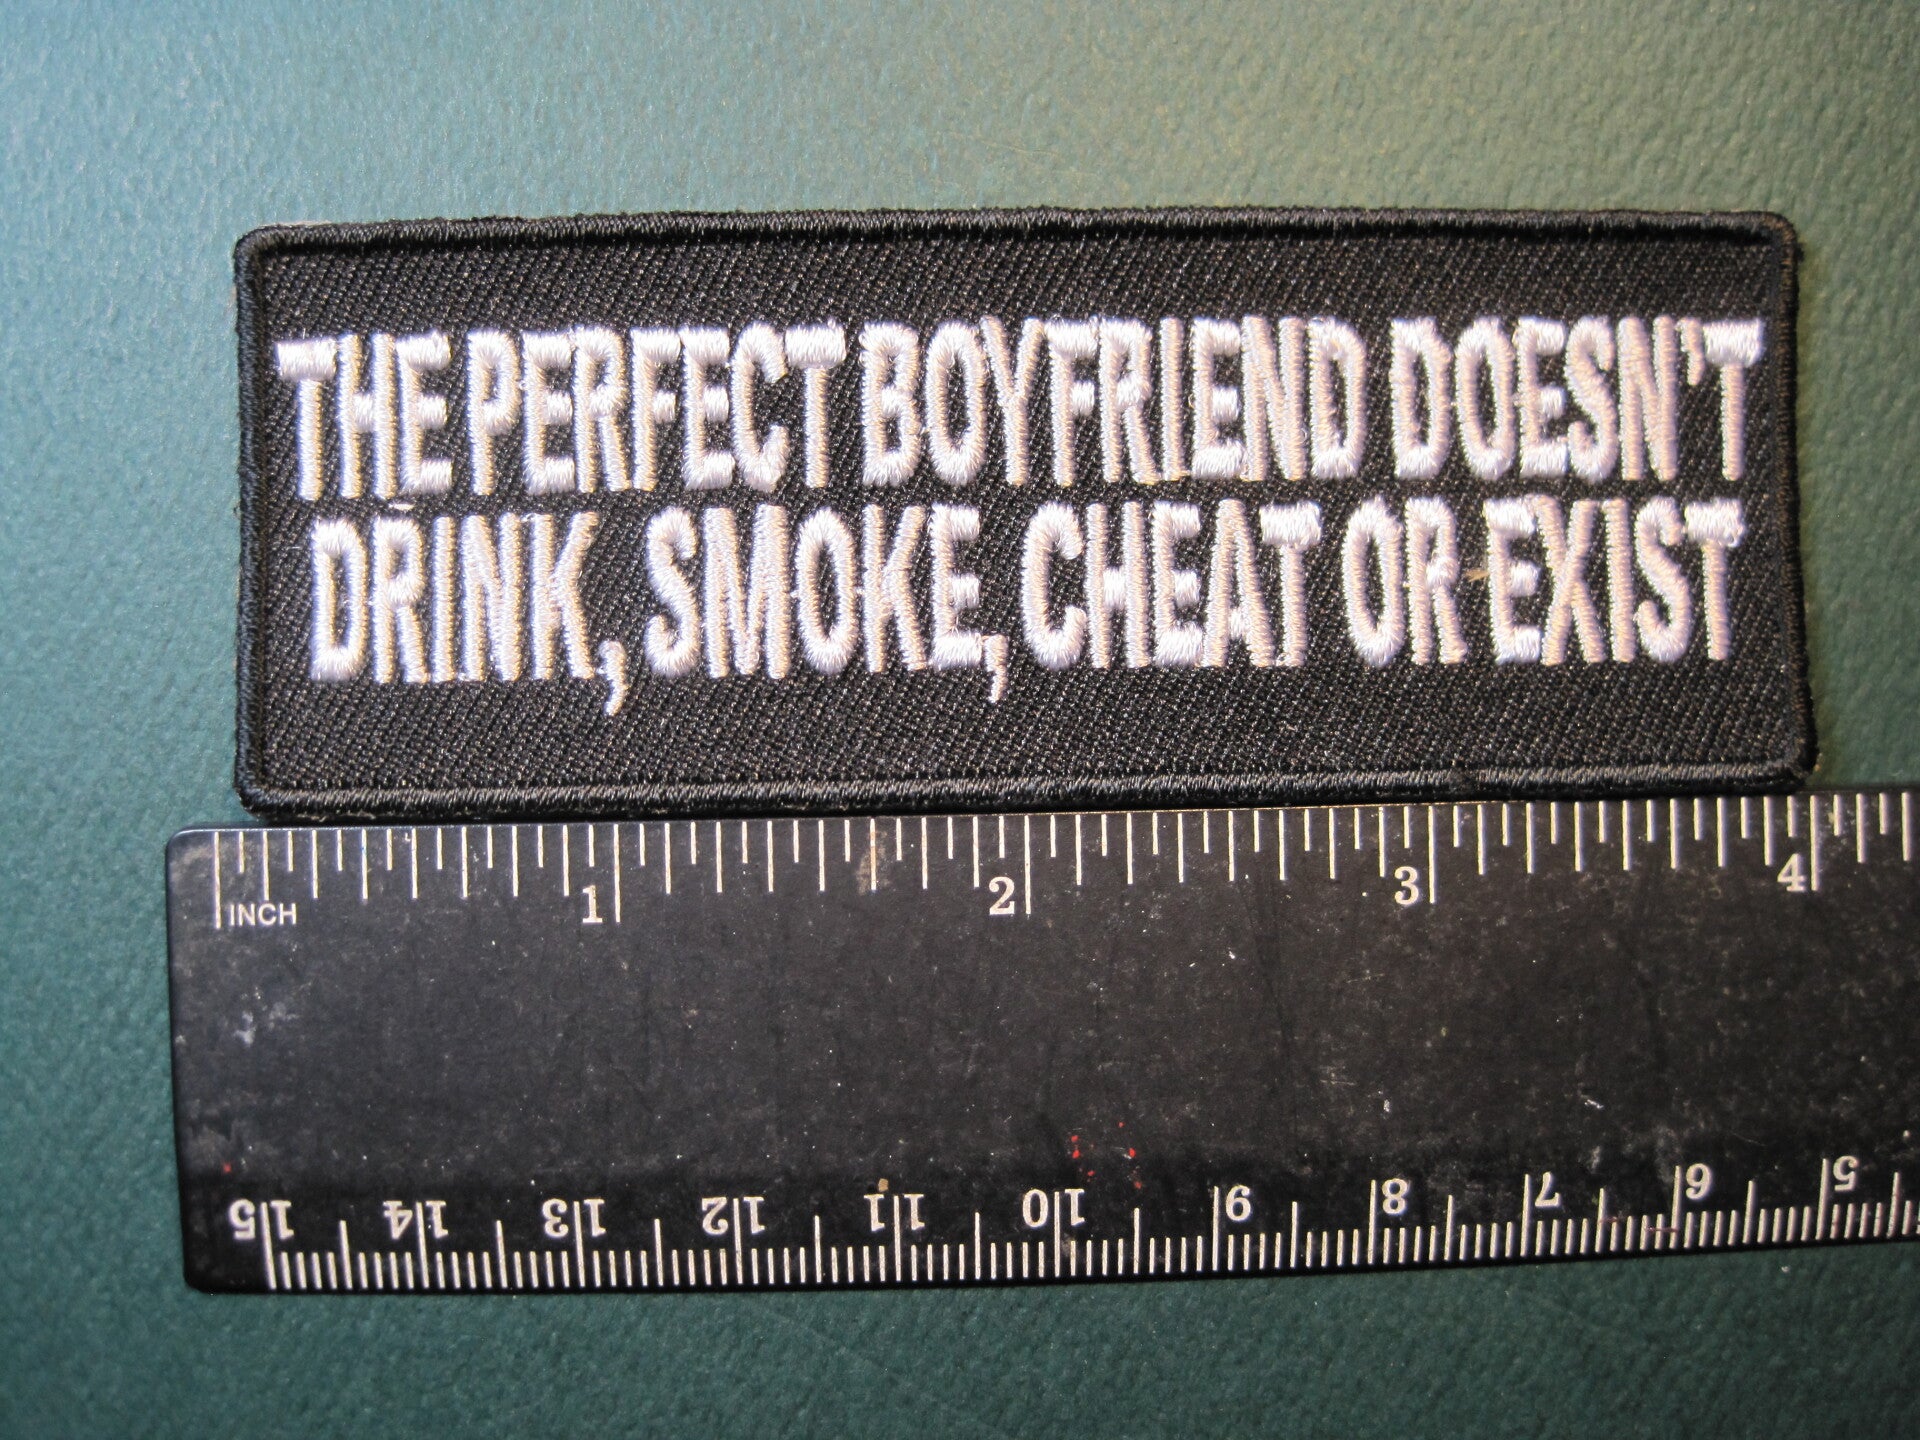 THE PERFECT BOYFRIEND DOESN'T
DRINK, SMOKE, CHEAT OR EXIST
1 2 3 4
INCH
15 14 13 12 11 10 9 8 7 6 5